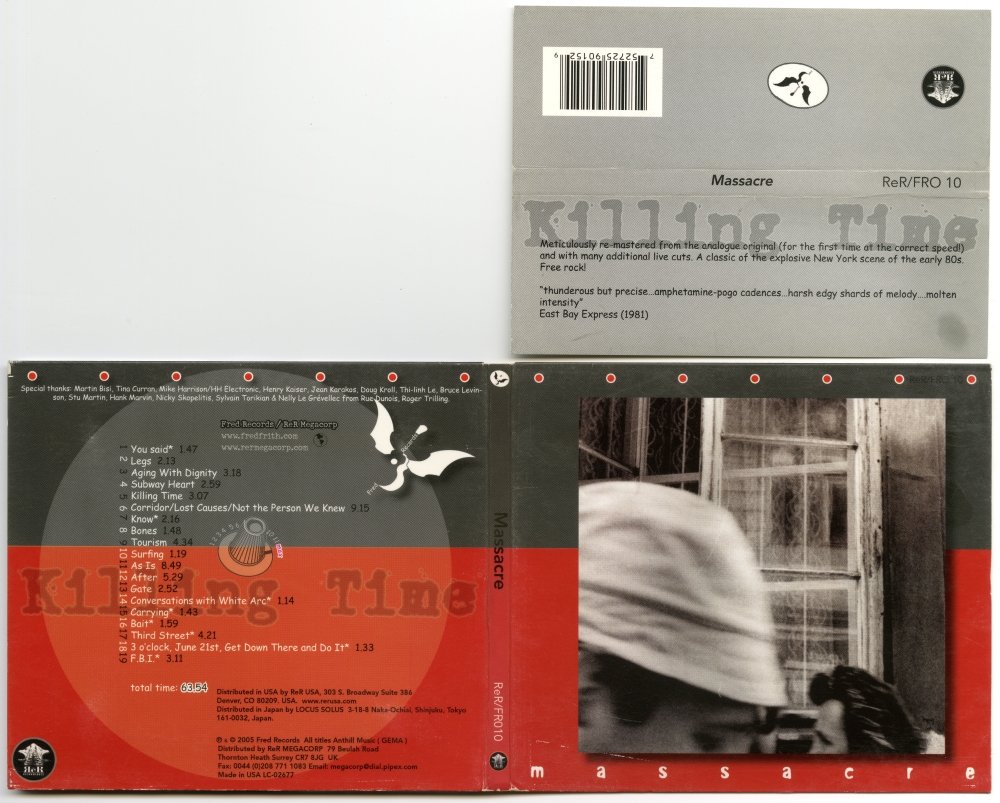 7 52725 90152 9
ReR
MEGACORP
Massacre
ReR/FRO 10
Killing Time
Meticulously re-mastered from the analogue original (for the first time at the correct speed!)
and with many additional live cuts. A classic of the explosive New York scene of the early 80s.
Free rock!
"thunderous but precise...amphetamine-pogo cadences...harsh edgy shards of melody....molten
intensity"
East Bay Express (1981)
Special thanks: Martin Bisi, Tina Curran, Mike Harrison/HH Electronic, Henry Kaiser, Jean Karakos, Doug Kroll, Thi-linh Le, Bruce Levin-
son, Stu Martin, Hank Marvin, Nicky Skopelitis, Sylvain Torikian & Nelly Le Grévellec from Rue Dunois, Roger Trilling.
Fred Records / ReR Megacorp
www.fredfrith.com
www.rermegacorp.com
Fred Records
1 You said* 1.47
2 Legs 2.13
3 Aging With Dignity 3.18
4 Subway Heart 2.59
5 Killing Time 3.07
6 Corridor/Lost Causes/Not the Person We Knew 9.15
7 Know* 2.16
8 Bones 1.48
9 Tourism 4.34
10 Surfing 1.19
11 As Is 8.49
12 After 5.29
13 Gate 2.52
14 Conversations with White Arc* 1.14
15 Carrying* 1.43
16 Bait* 1.59
17 Third Street* 4.21
18 3 o'clock, June 21st, Get Down There and Do It* 1.33
19 F.B.I.* 3.11
Killing Time
total time: 63.54
Distributed in USA by ReR USA, 303 S. Broadway Suite 386
Denver, CO 80209. USA. www.rerusa.com
Distributed in Japan by LOCUS SOLUS 3-18-8 Naka-Ochiai, Shinjuku, Tokyo
161-0032, Japan.
℗ & © 2005 Fred Records All titles Anthill Music ( GEMA )
Distributed by ReR MEGACORP 79 Beulah Road
Thornton Heath Surrey CR7 8JG UK
Fax: 0044 (0)208 771 1083 Email: megacorp@dial.pipex.com
Made in USA LC-02677
ReR
MEGACORP
Massacre
ReR/FRO10
ReR/FRO 10
massacre